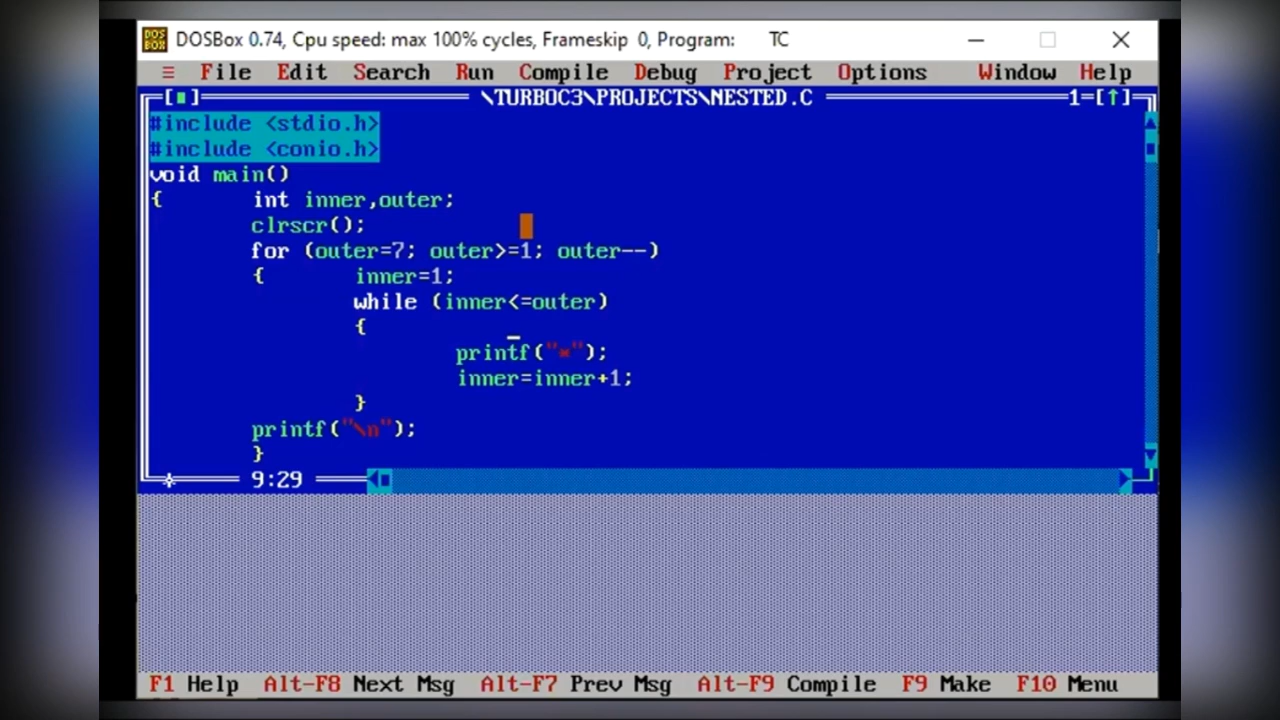 DOS BOX DOSBox 0.74, Cpu speed: max 100% cycles, Frameskip 0, Program: TC
≡ File Edit Search Run Compile Debug Project Options Window Help
[■] \TURBOC3\PROJECTS\NESTED.C 1=[↑]
#include <stdio.h>
#include <conio.h>
void main()
{ int inner,outer;
clrscr();
for (outer=7; outer>=1; outer--)
{ inner=1;
while (inner<=outer)
{
printf("*");
inner=inner+1;
}
printf("\n");
}
9:29
F1 Help Alt-F8 Next Msg Alt-F7 Prev Msg Alt-F9 Compile F9 Make F10 Menu